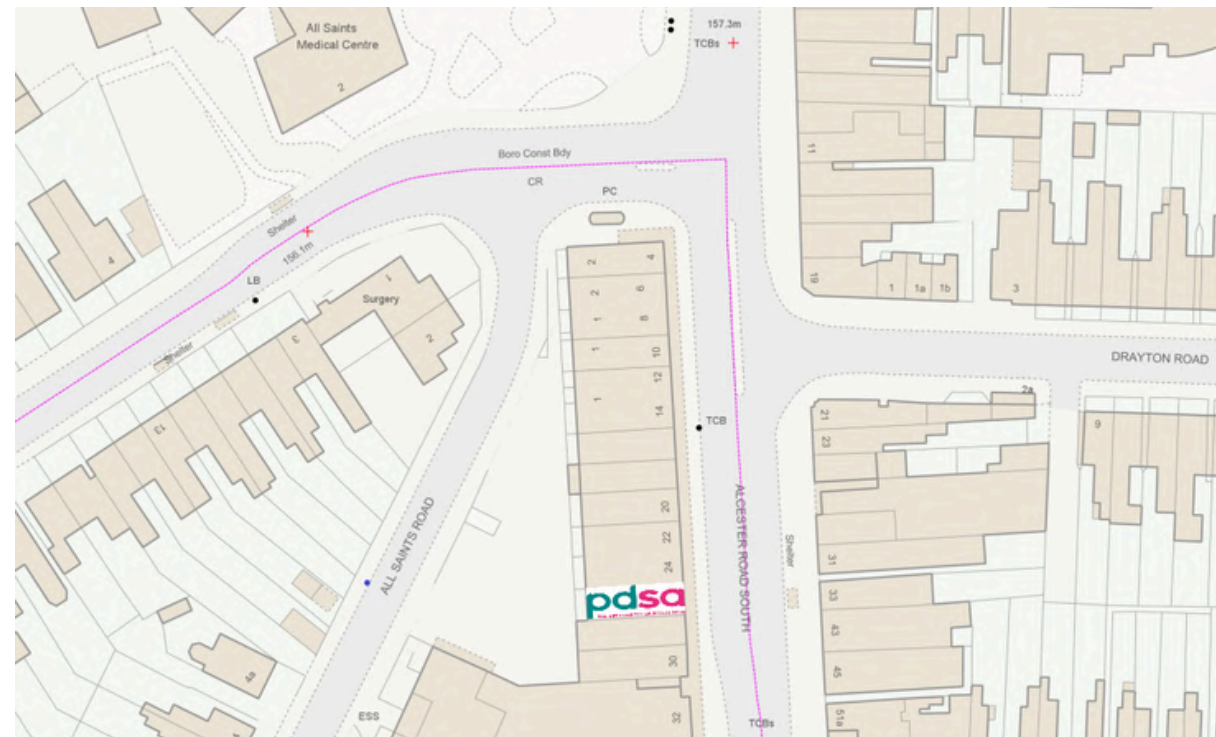 All Saints
Medical Centre
2
157.3m
TCBs
Boro Const Bdy
CR
PC
11
Shelter
156.1m
4
LB
1
Surgery
2
3
2
4
2
6
1
8
1
10
12
1
14
19
1
1a
1b
3
DRAYTON ROAD
Shelter
13
TCB
21
23
2a
9
ALL SAINTS ROAD
20
22
24
pdsa
ALCESTER ROAD SOUTH
Shelter
31
33
43
45
4a
30
ESS
32
TCBs
51a